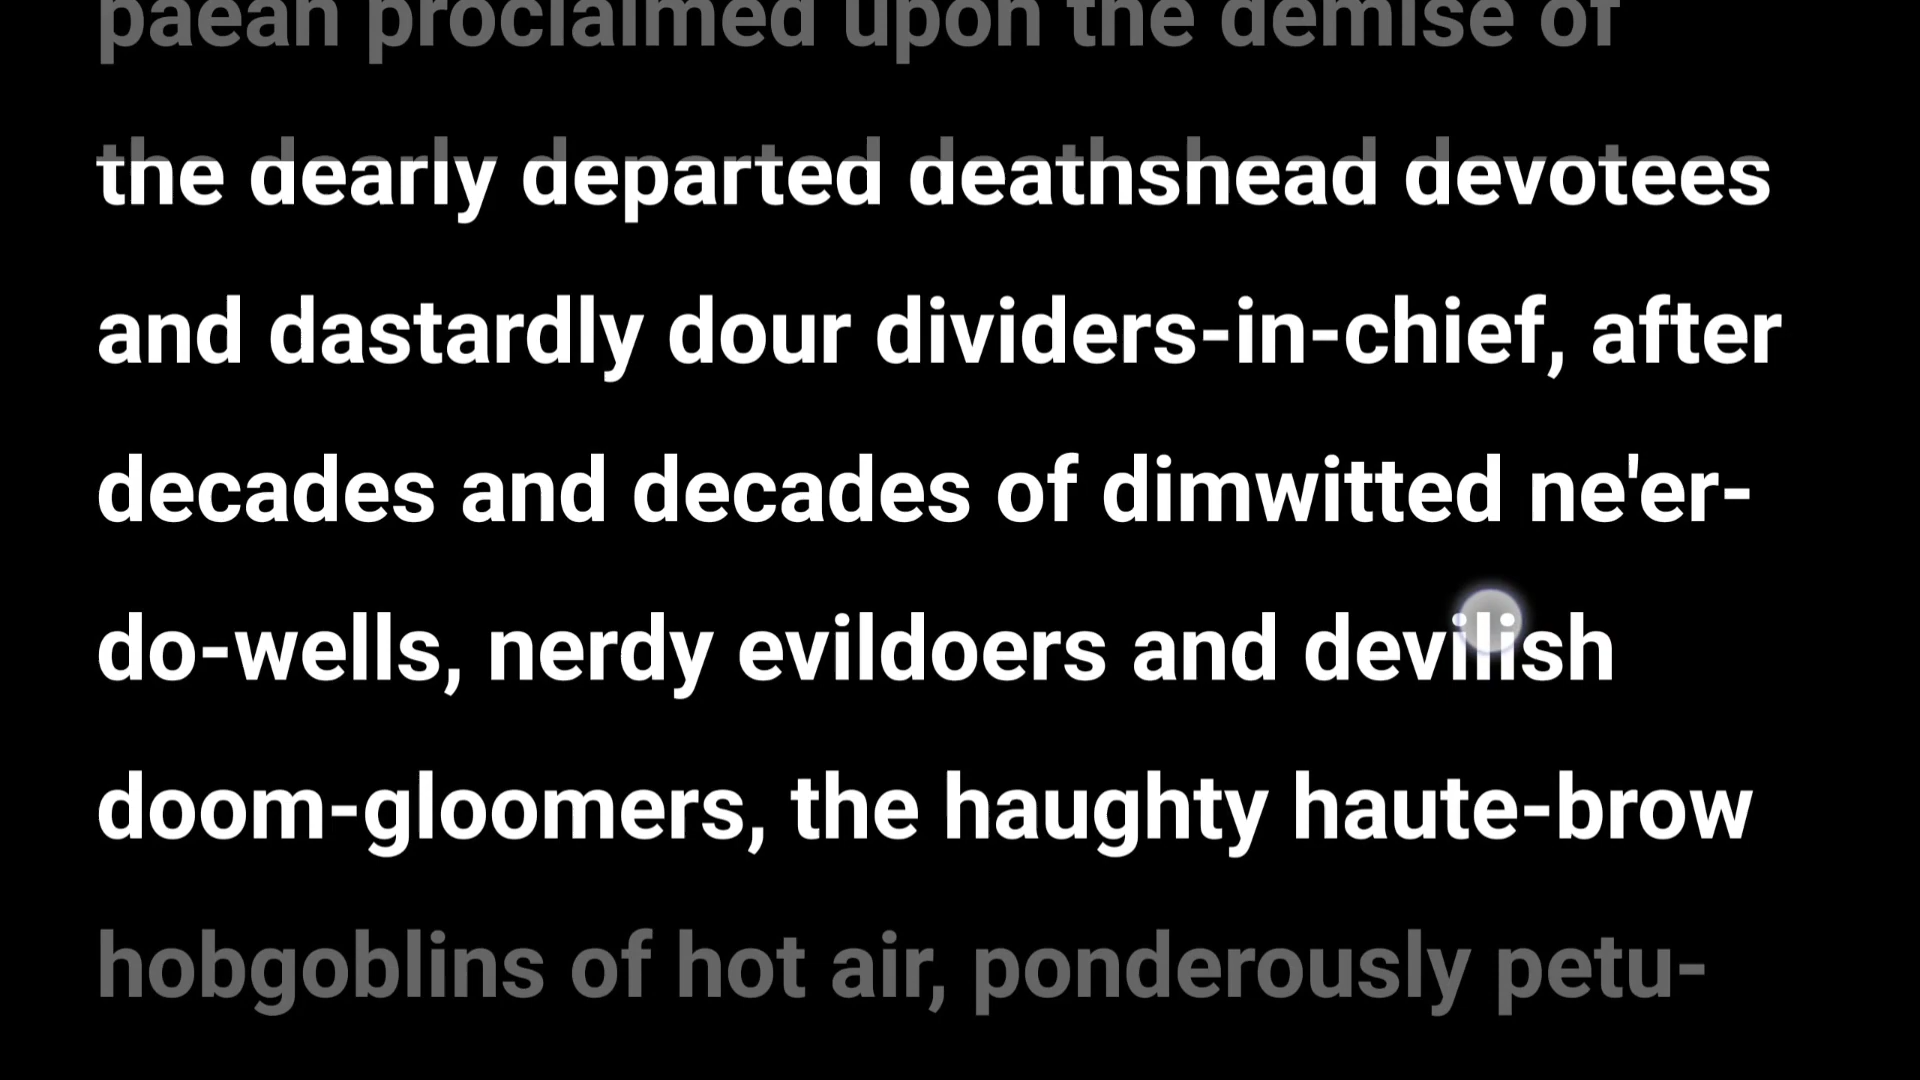 paean proclaimed upon the demise of
the dearly departed deathshead devotees
and dastardly dour dividers-in-chief, after
decades and decades of dimwitted ne'er-
do-wells, nerdy evildoers and devilish
doom-gloomers, the haughty haute-brow
hobgoblins of hot air, ponderously petu-